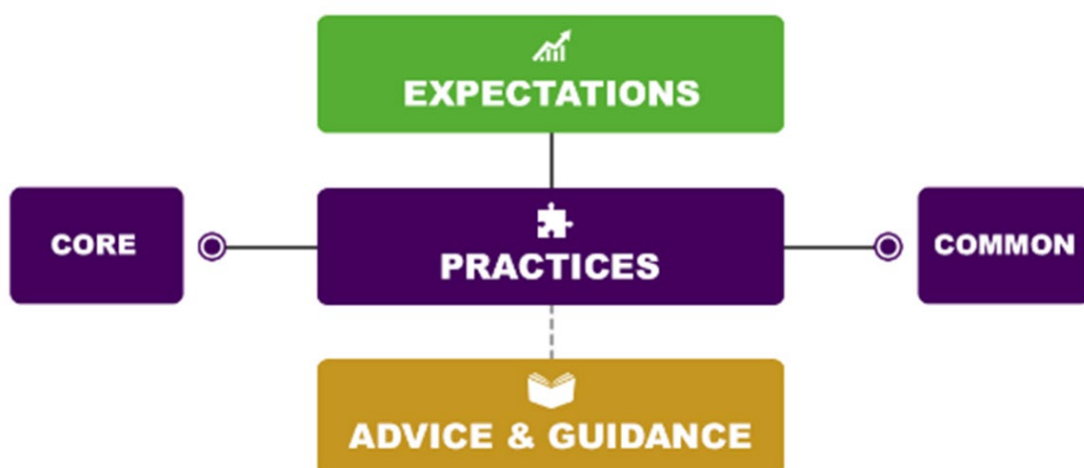 EXPECTATIONS
CORE
PRACTICES
COMMON
ADVICE & GUIDANCE